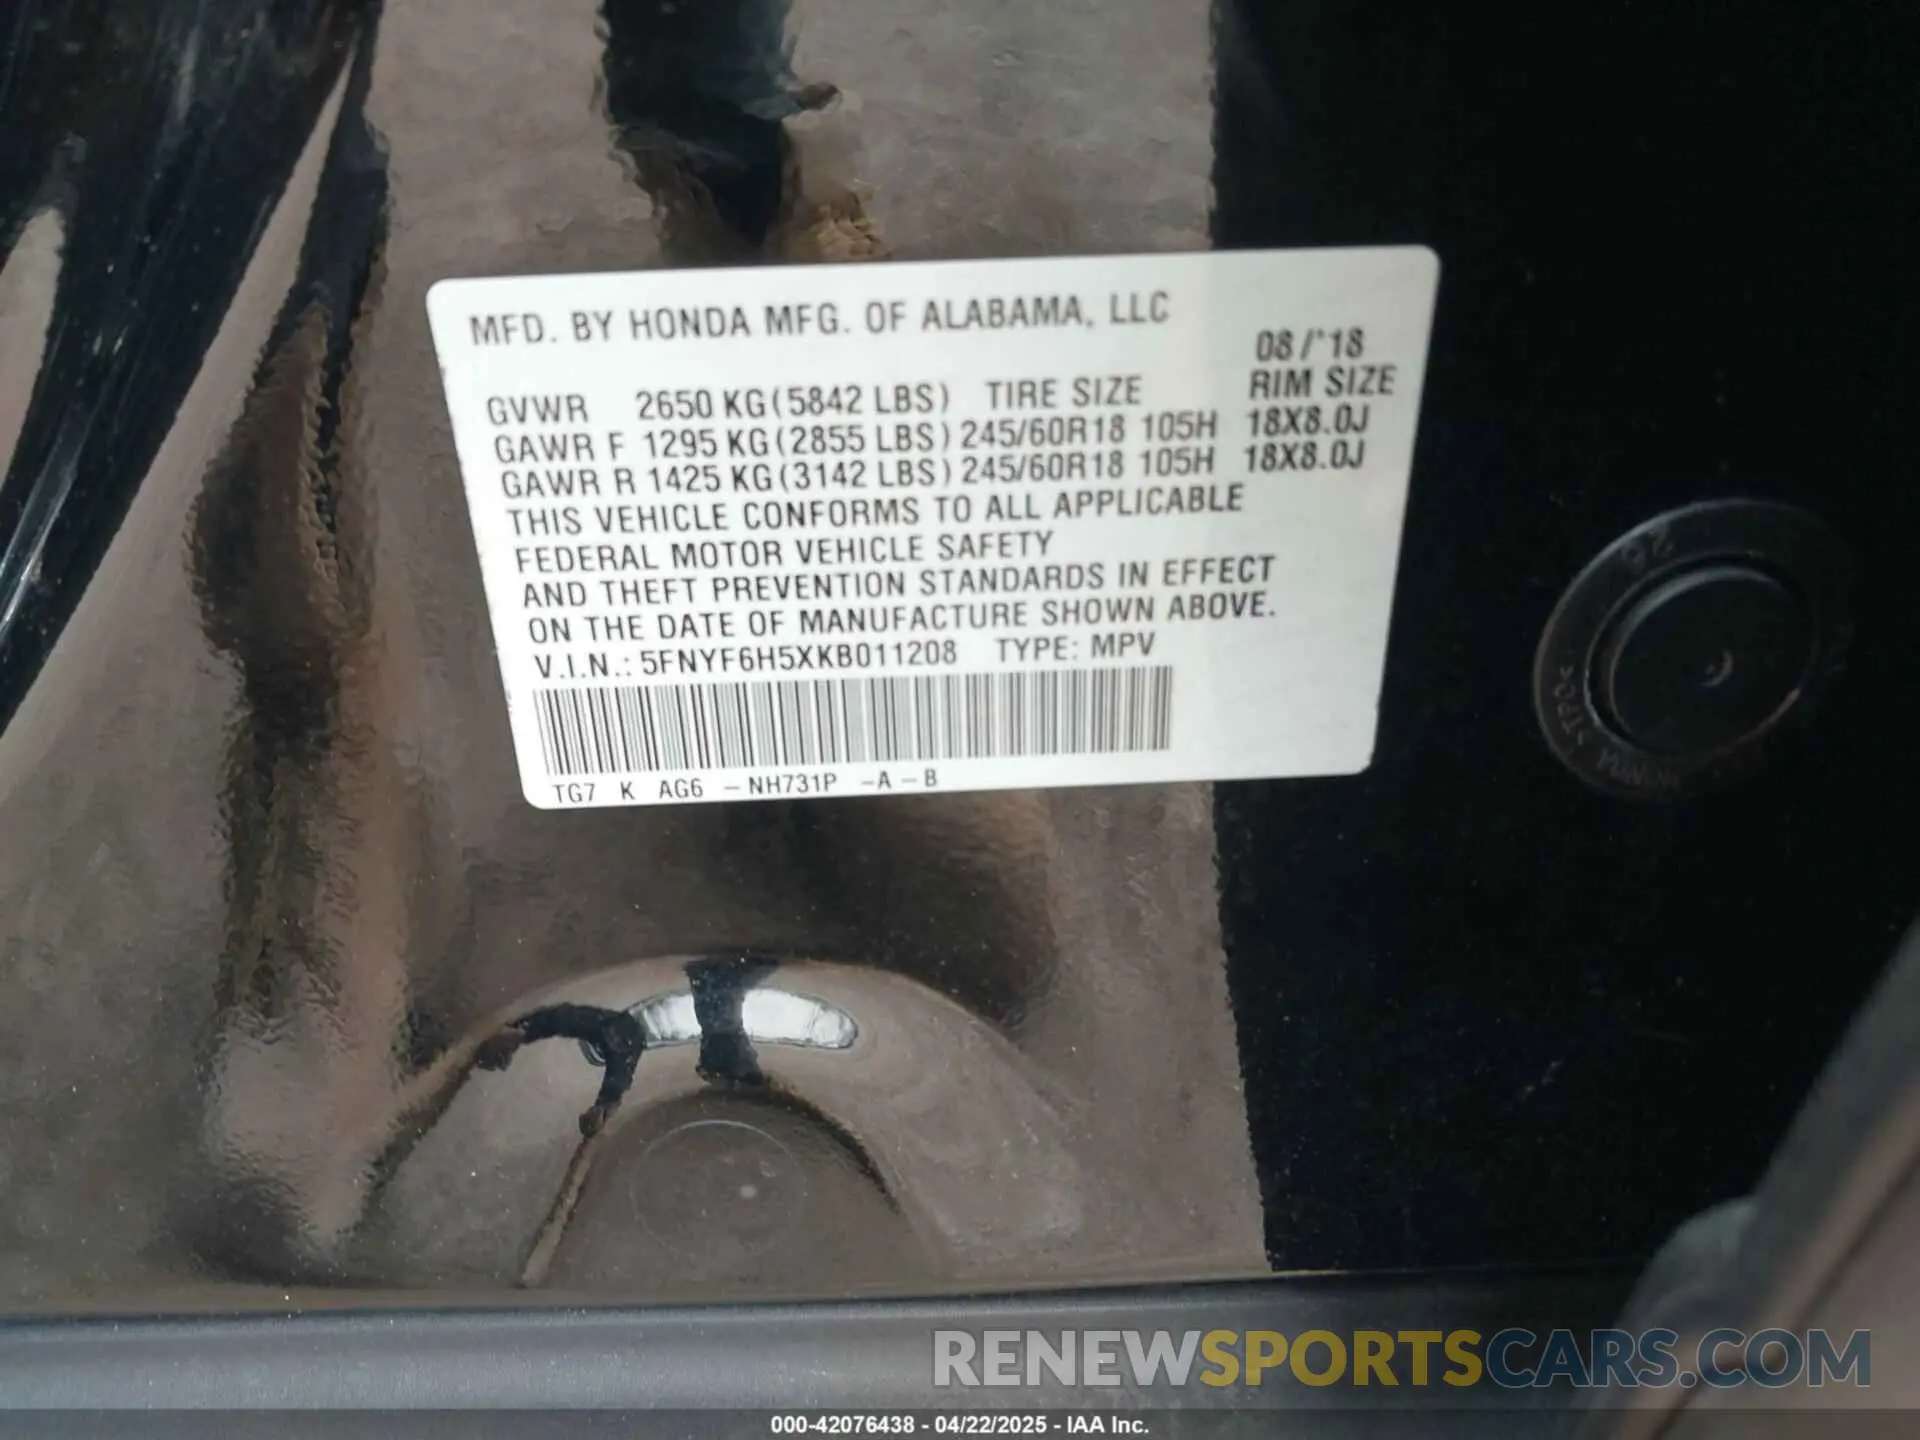 MFD. BY HONDA MFG. OF ALABAMA, LLC
08/'18
GVWR 2650 KG(5842 LBS) TIRE SIZE RIM SIZE
GAWR F 1295 KG(2855 LBS) 245/60R18 105H 18X8.0J
GAWR R 1425 KG(3142 LBS) 245/60R18 105H 18X8.0J
THIS VEHICLE CONFORMS TO ALL APPLICABLE
FEDERAL MOTOR VEHICLE SAFETY
AND THEFT PREVENTION STANDARDS IN EFFECT
ON THE DATE OF MANUFACTURE SHOWN ABOVE.
V.I.N.: 5FNYF6H5XKB011208 TYPE: MPV
TG7 K AG6 -NH731P -A-B
20
RENEWSPORTSCARS.COM
000-42076438 - 04/22/2025 - IAA Inc.